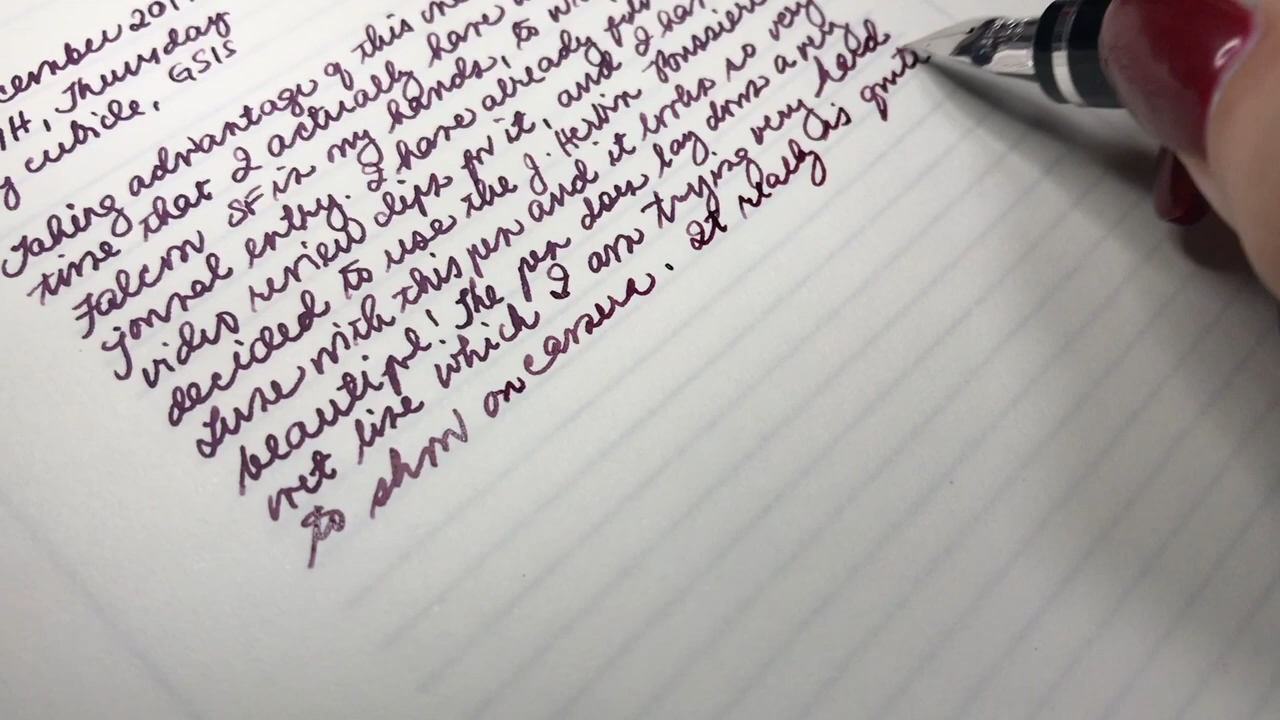 cember 201
1H, Thursday
y cubicle, GSIS
Taking advantage of this
time that I actually have
Falcon SF in my hands, to
jornal entry. I have already
video review clips for it, and I
decided to use the J. Herbin Poussière
Lune with this pen and it looks so very
beautiful! The pen does lay down a very
wet line which I am trying very hard
to show on camera. It really is quite